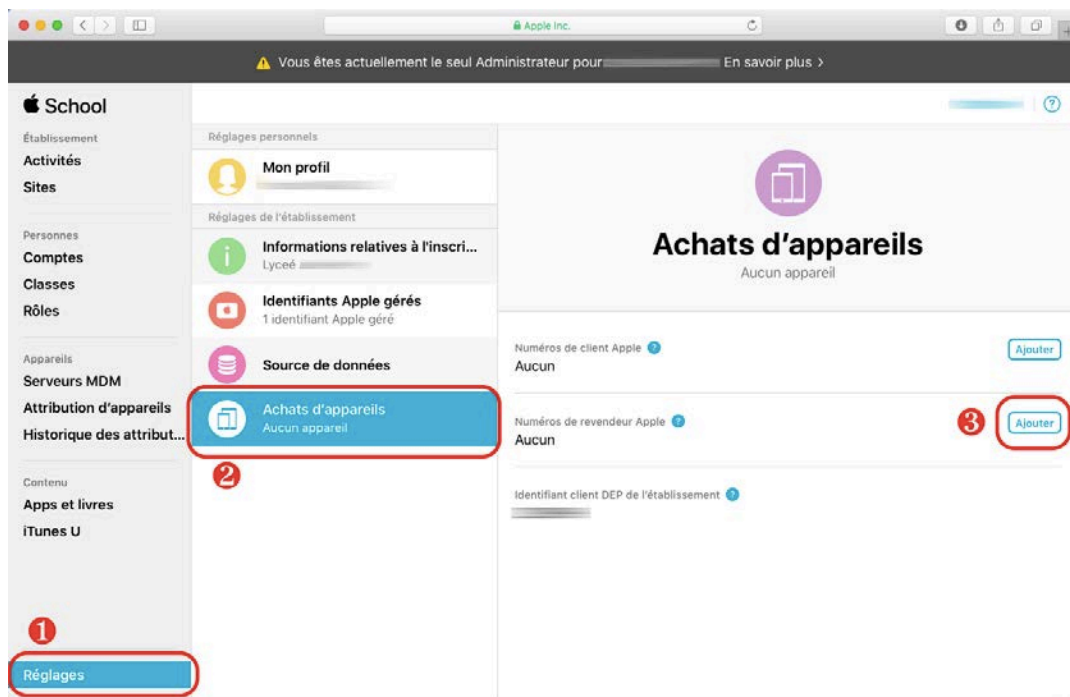 Apple Inc.
Vous êtes actuellement le seul Administrateur pour En savoir plus >
School
Établissement
Activités
Sites
Personnes
Comptes
Classes
Rôles
Appareils
Serveurs MDM
Attribution d'appareils
Historique des attribut...
Contenu
Apps et livres
iTunes U
1
Réglages
Réglages personnels
Mon profil
Réglages de l'établissement
Informations relatives à l'inscri...
Lyceé
Identifiants Apple gérés
1 identifiant Apple géré
Source de données
Achats d'appareils
Aucun appareil
2
Achats d'appareils
Aucun appareil
Numéros de client Apple ?
Ajouter
Aucun
Numéros de revendeur Apple ?
3 Ajouter
Aucun
Identifiant client DEP de l'établissement ?